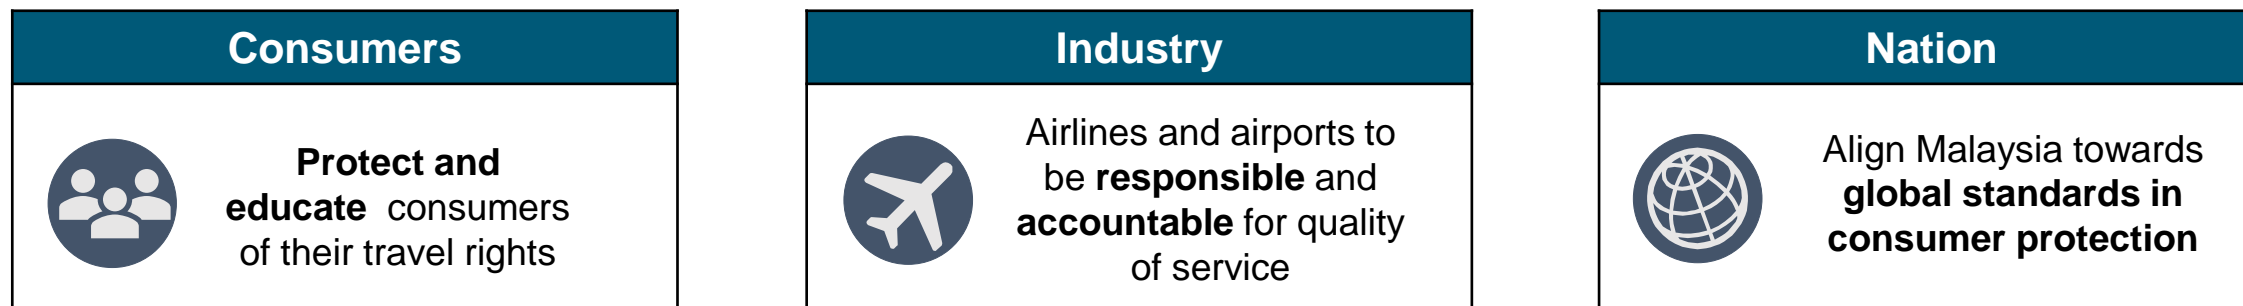 Consumers
Protect and
educate consumers
of their travel rights
Industry
Airlines and airports to
be responsible and
accountable for quality
of service
Nation
Align Malaysia towards
global standards in
consumer protection